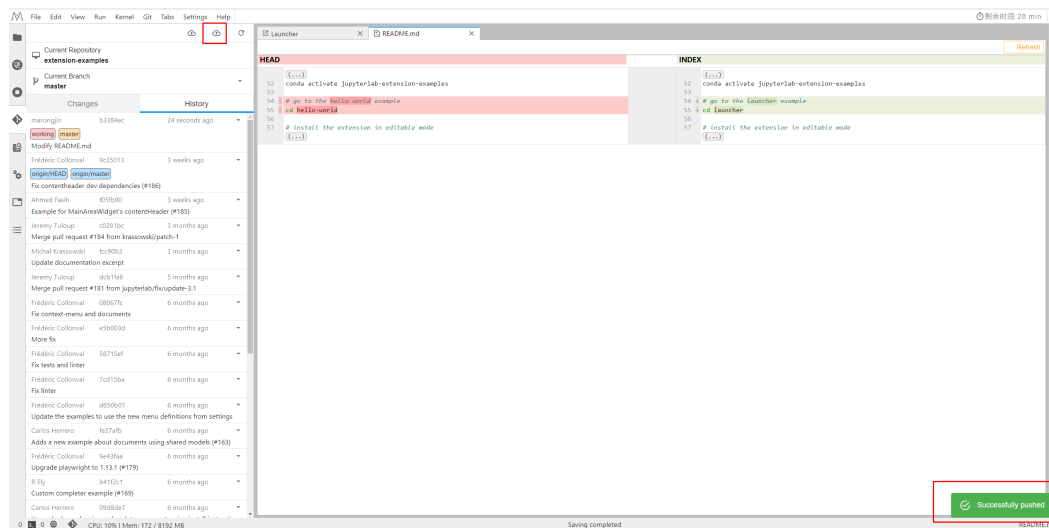 File Edit View Run Kernel Git Tabs Settings Help
剩余时间:28 min
Current Repository
extension-examples
Current Branch
master
Changes History
marongjin b3384ec 24 seconds ago
working master
Modify README.md
Frédéric Collonval 9c35013 3 weeks ago
origin/HEAD origin/master
Fix contentheader dev dependencies (#186)
Ahmed Fasih f05fb90 3 weeks ago
Example for MainAreaWidget's contentHeader (#185)
Jeremy Tuloup c0281bc 3 months ago
Merge pull request #184 from krassowski/patch-1
Michał Krassowski fcc90b3 3 months ago
Update documentation excerpt
Jeremy Tuloup dcb1fa6 5 months ago
Merge pull request #181 from jupyterlab/fix/update-3.1
Frédéric Collonval 08067fc 6 months ago
Fix context-menu and documents
Frédéric Collonval e5b003d 6 months ago
More fix
Frédéric Collonval 58715ef 6 months ago
Fix tests and linter
Frédéric Collonval 7cd15ba 6 months ago
Fix linter
Frédéric Collonval d650b01 6 months ago
Update the examples to use the new menu definitions from settings
Carlos Herrero fe27afb 6 months ago
Adds a new example about documents using shared models (#163)
Frédéric Collonval 9e43faa 6 months ago
Upgrade playwright to 1.13.1 (#179)
R Ely b41f2c1 6 months ago
Custom completer example (#169)
Carlos Herrero 09d8de7 6 months ago
Launcher README.md
Refresh
HEAD INDEX
{...}
52 conda activate jupyterlab-extension-examples
53
54 # go to the hello world example
55 cd hello-world
56
57 # install the extension in editable mode
{...}
{...}
52 conda activate jupyterlab-extension-examples
53
54 # go to the launcher example
55 cd launcher
56
57 # install the extension in editable mode
{...}
Successfully pushed
0 0 CPU: 10% | Mem: 172 / 8192 MB Saving completed